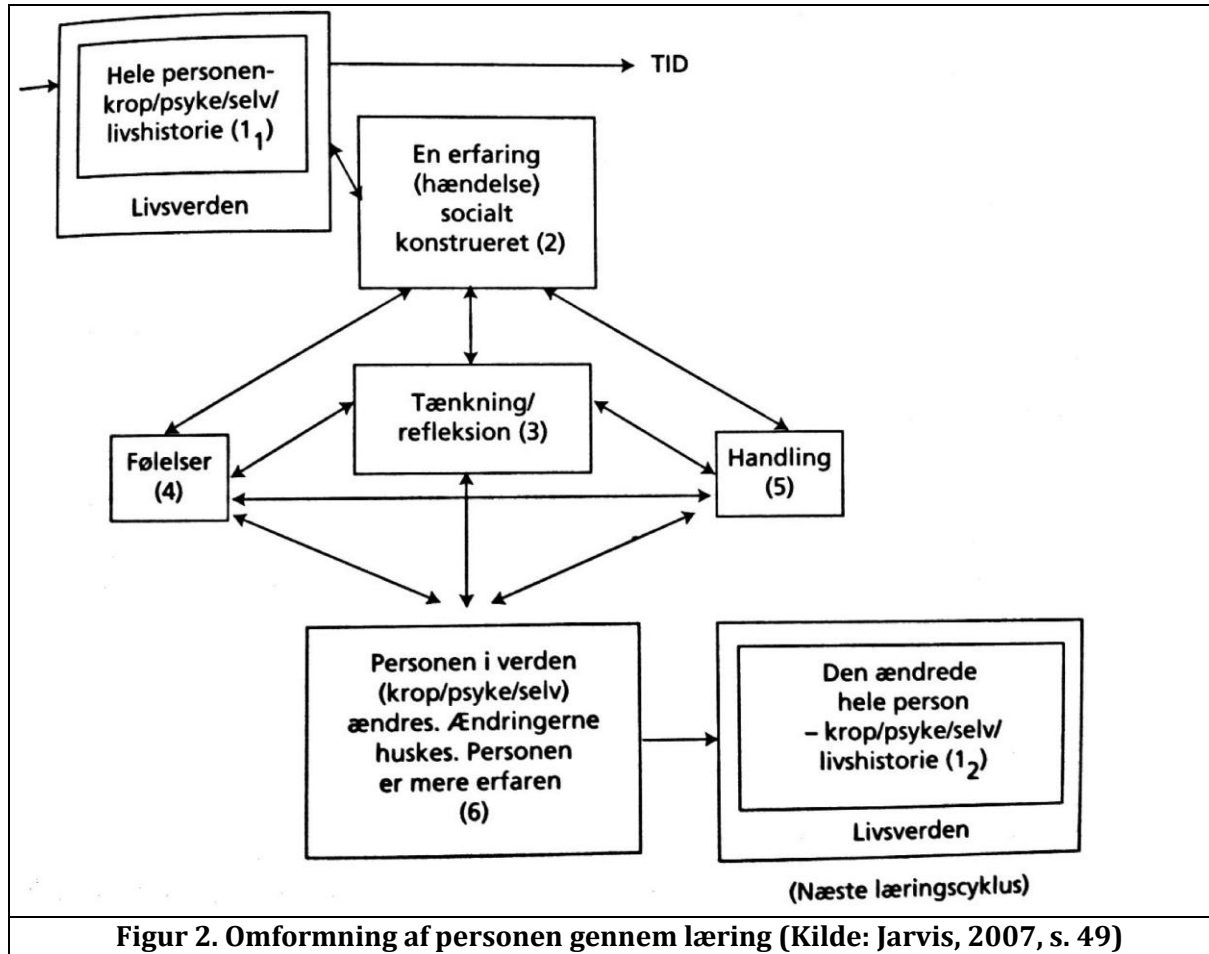 Hele personen-
krop/psyke/selv/
livshistorie (1₁)
Livsverden
TID
En erfaring
(hændelse)
socialt
konstrueret (2)
Tænkning/
refleksion (3)
Følelser
(4)
Handling
(5)
Personen i verden
(krop/psyke/selv)
ændres. Ændringerne
huskes. Personen
er mere erfaren
(6)
Den ændrede
hele person
– krop/psyke/selv/
livshistorie (1₂)
Livsverden
(Næste læringscyklus)
Figur 2. Omformning af personen gennem læring (Kilde: Jarvis, 2007, s. 49)